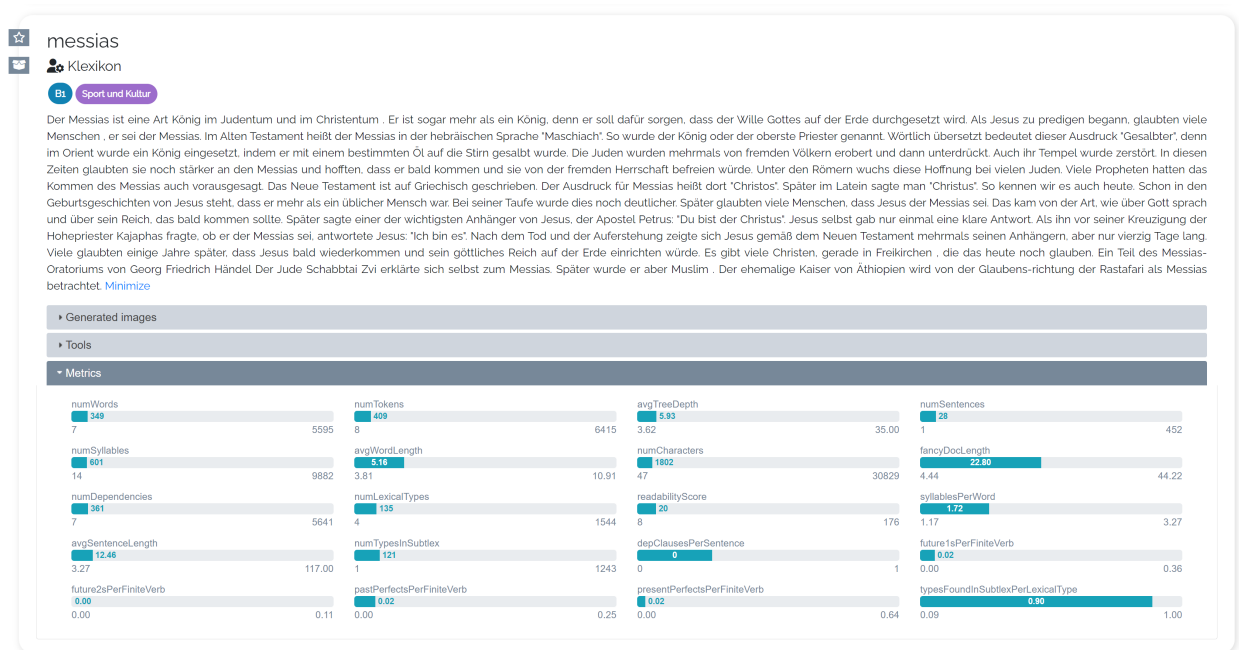 messias
Klexikon
B1 Sport und Kultur
Der Messias ist eine Art König im Judentum und im Christentum . Er ist sogar mehr als ein König, denn er soll dafür sorgen, dass der Wille Gottes auf der Erde durchgesetzt wird. Als Jesus zu predigen begann, glaubten viele
Menschen , er sei der Messias. Im Alten Testament heißt der Messias in der hebräischen Sprache "Maschiach". So wurde der König oder der oberste Priester genannt. Wörtlich übersetzt bedeutet dieser Ausdruck "Gesalbter", denn
im Orient wurde ein König eingesetzt, indem er mit einem bestimmten Öl auf die Stirn gesalbt wurde. Die Juden wurden mehrmals von fremden Völkern erobert und dann unterdrückt. Auch ihr Tempel wurde zerstört. In diesen
Zeiten glaubten sie noch stärker an den Messias und hofften, dass er bald kommen und sie von der fremden Herrschaft befreien würde. Unter den Römern wuchs diese Hoffnung bei vielen Juden. Viele Propheten hatten das
Kommen des Messias auch vorausgesagt. Das Neue Testament ist auf Griechisch geschrieben. Der Ausdruck für Messias heißt dort "Christos". Später im Latein sagte man "Christus". So kennen wir es auch heute. Schon in den
Geburtsgeschichten von Jesus steht, dass er mehr als ein üblicher Mensch war. Bei seiner Taufe wurde dies noch deutlicher. Später glaubten viele Menschen, dass Jesus der Messias sei. Das kam von der Art, wie über Gott sprach
und über sein Reich, das bald kommen sollte. Später sagte einer der wichtigsten Anhänger von Jesus, der Apostel Petrus: "Du bist der Christus". Jesus selbst gab nur einmal eine klare Antwort. Als ihn vor seiner Kreuzigung der
Hohepriester Kajaphas fragte, ob er der Messias sei, antwortete Jesus: "Ich bin es". Nach dem Tod und der Auferstehung zeigte sich Jesus gemäß dem Neuen Testament mehrmals seinen Anhängern, aber nur vierzig Tage lang.
Viele glaubten einige Jahre später, dass Jesus bald wiederkommen und sein göttliches Reich auf der Erde einrichten würde. Es gibt viele Christen, gerade in Freikirchen , die das heute noch glauben. Ein Teil des Messias-
Oratoriums von Georg Friedrich Händel Der Jude Schabbtai Zvi erklärte sich selbst zum Messias. Später wurde er aber Muslim . Der ehemalige Kaiser von Äthiopien wird von der Glaubens-richtung der Rastafari als Messias
betrachtet. Minimize
Generated images
Tools
Metrics
numWords numTokens avgTreeDepth numSentences
349 409 5.93 28
7 5595 8 6415 3.62 35.00 1 452
numSyllables avgWordLength numCharacters fancyDocLength
601 5.16 1802 22.80
14 9882 3.81 10.91 47 30829 4.44 44.22
numDependencies numLexicalTypes readabilityScore syllablesPerWord
361 135 20 1.72
7 5641 4 1544 8 176 1.17 3.27
avgSentenceLength numTypesInSubtlex depClausesPerSentence future1sPerFiniteVerb
12.46 121 0 0.02
3.27 117.00 1 1243 0 1 0.00 0.36
future2sPerFiniteVerb pastPerfectsPerFiniteVerb presentPerfectsPerFiniteVerb typesFoundInSubtlexPerLexicalType
0.00 0.02 0.02 0.90
0.00 0.11 0.00 0.25 0.00 0.64 0.09 1.00